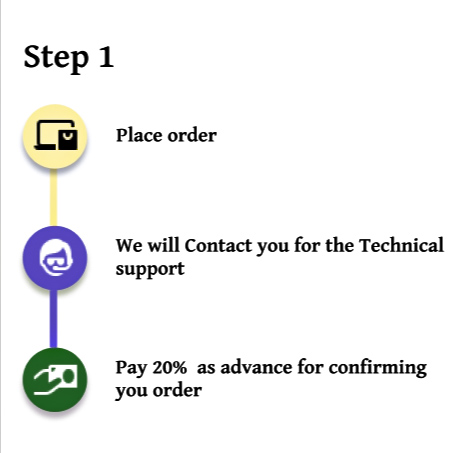 Step 1
Place order
We will Contact you for the Technical
support
Pay 20% as advance for confirming
you order